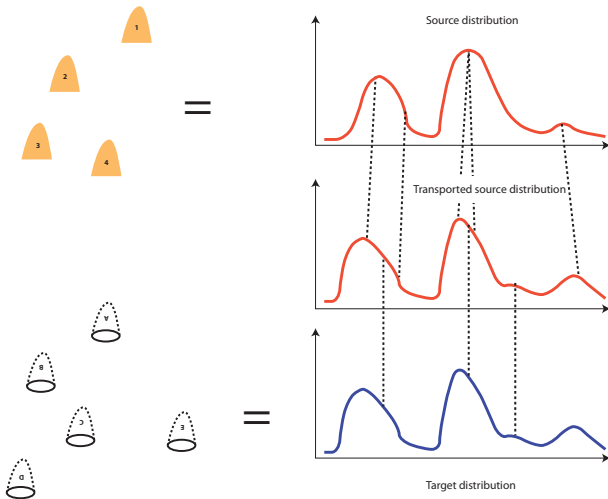 1
2
3
4
=
Source distribution
Transported source distribution
A
B
C
E
D
=
Target distribution